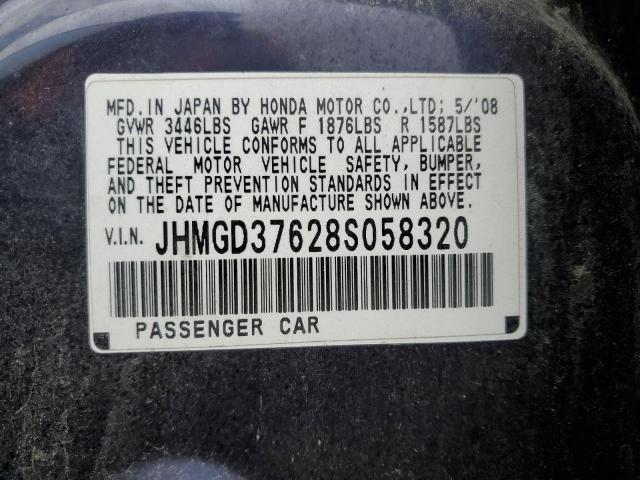 MFD. IN JAPAN BY HONDA MOTOR CO.,LTD; 5/'08
GVWR 3446LBS GAWR F 1876LBS R 1587LBS
THIS VEHICLE CONFORMS TO ALL APPLICABLE
FEDERAL MOTOR VEHICLE SAFETY, BUMPER,
AND THEFT PREVENTION STANDARDS IN EFFECT
ON THE DATE OF MANUFACTURE SHOWN ABOVE.
V.I.N. JHMGD37628S058320
PASSENGER CAR